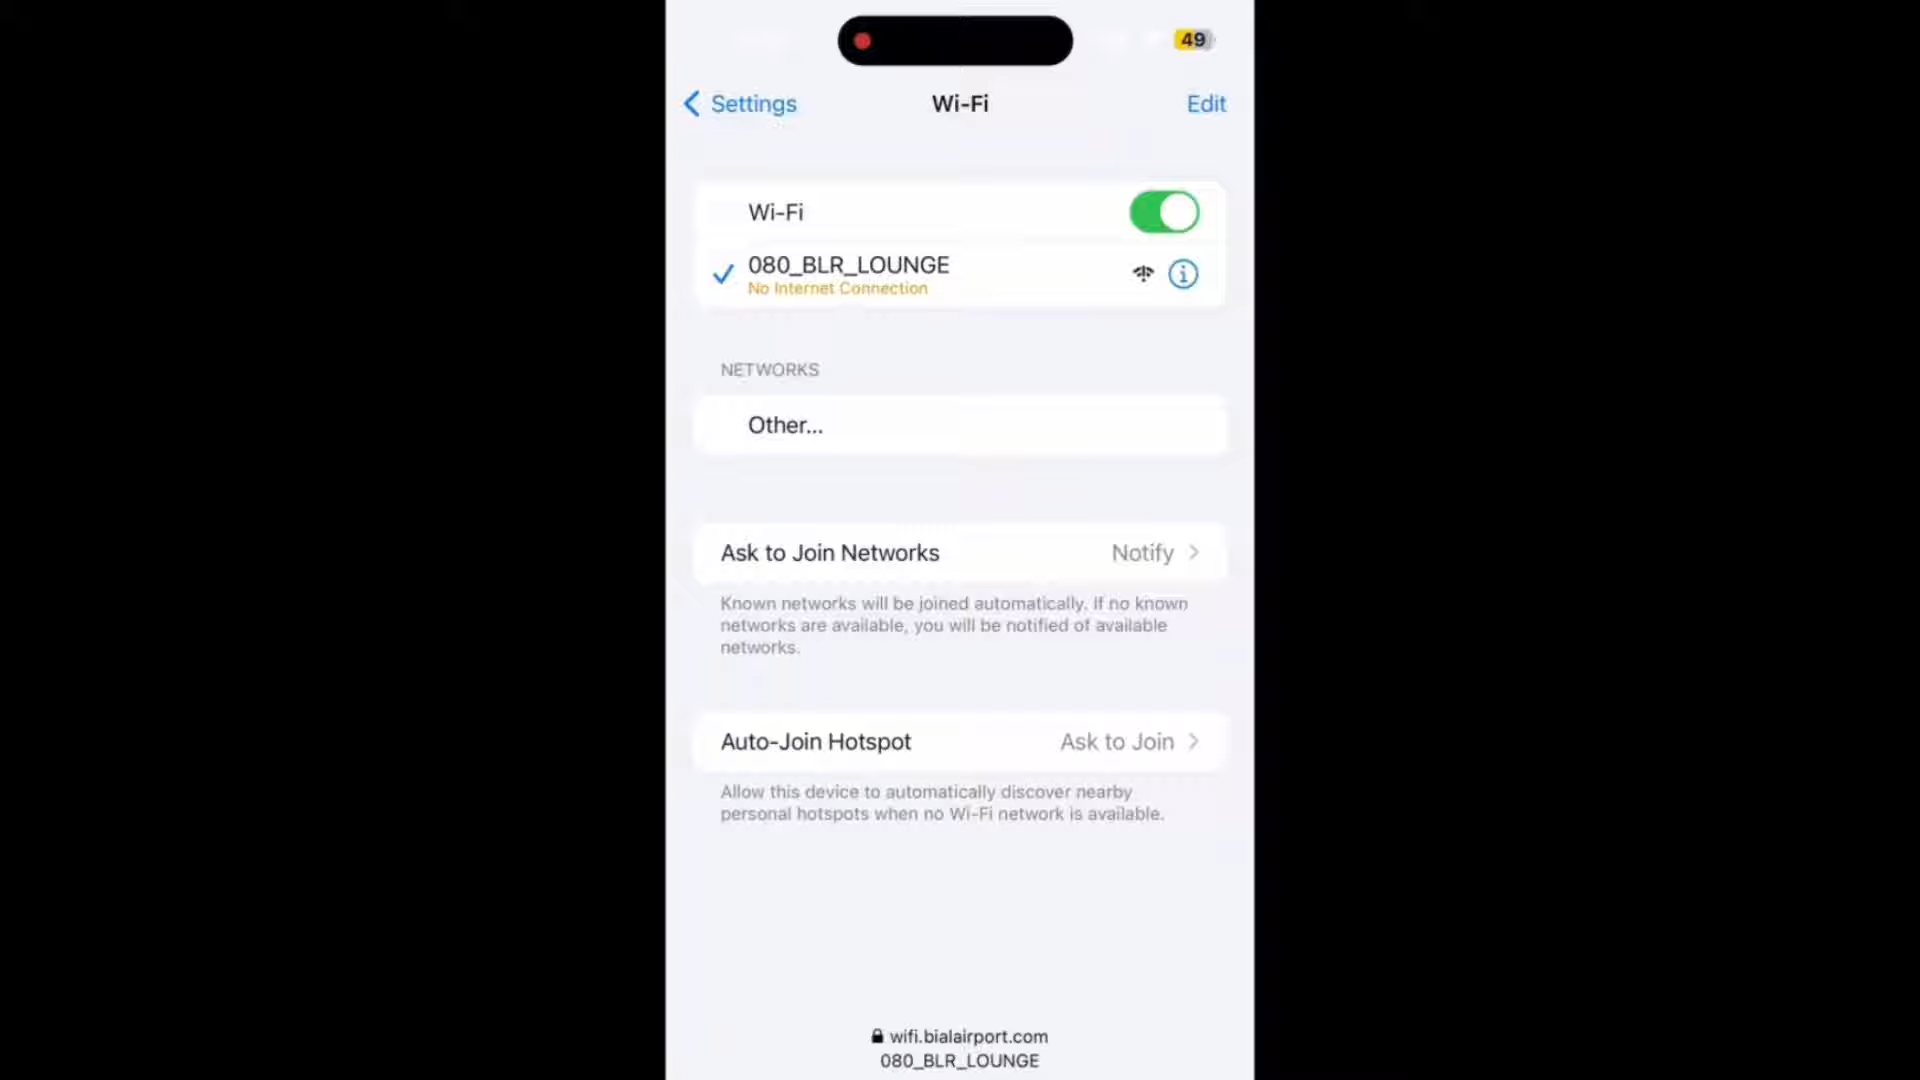 49
Settings
Wi-Fi
Edit
Wi-Fi
080_BLR_LOUNGE
No Internet Connection
NETWORKS
Other...
Ask to Join Networks
Notify
Known networks will be joined automatically. If no known
networks are available, you will be notified of available
networks.
Auto-Join Hotspot
Ask to Join
Allow this device to automatically discover nearby
personal hotspots when no Wi-Fi network is available.
wifi.bialairport.com
080_BLR_LOUNGE